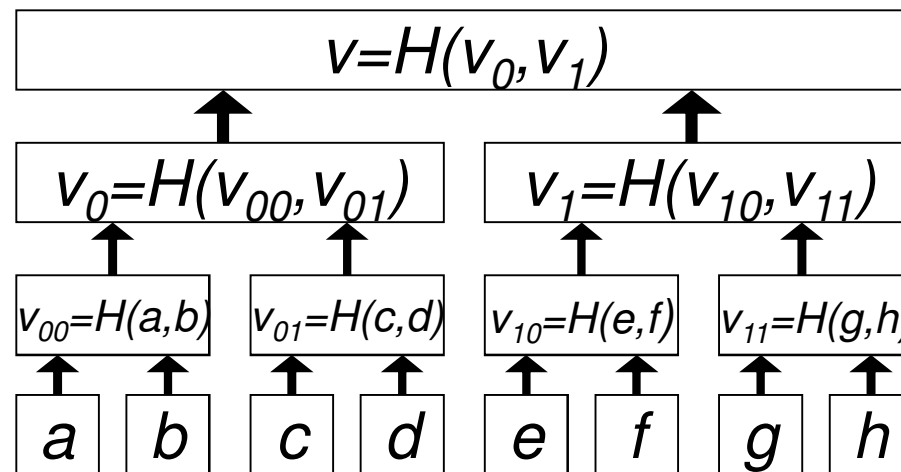 v=H(v₀,v₁)
v₀=H(v₀₀,v₀₁) v₁=H(v₁₀,v₁₁)
v₀₀=H(a,b) v₀₁=H(c,d) v₁₀=H(e,f) v₁₁=H(g,h)
a b c d e f g h